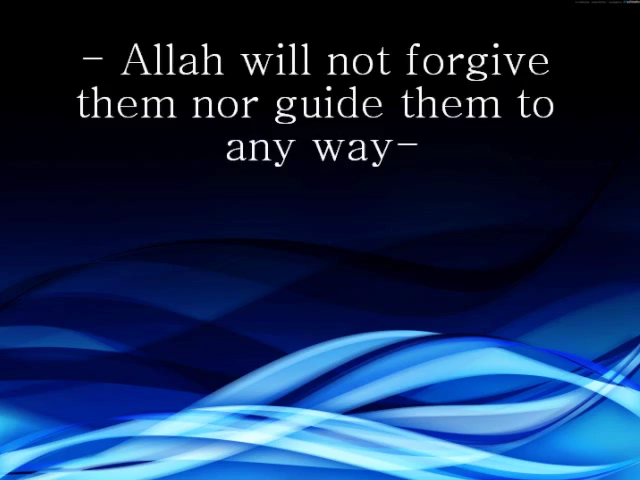 - Allah will not forgive
them nor guide them to
any way-